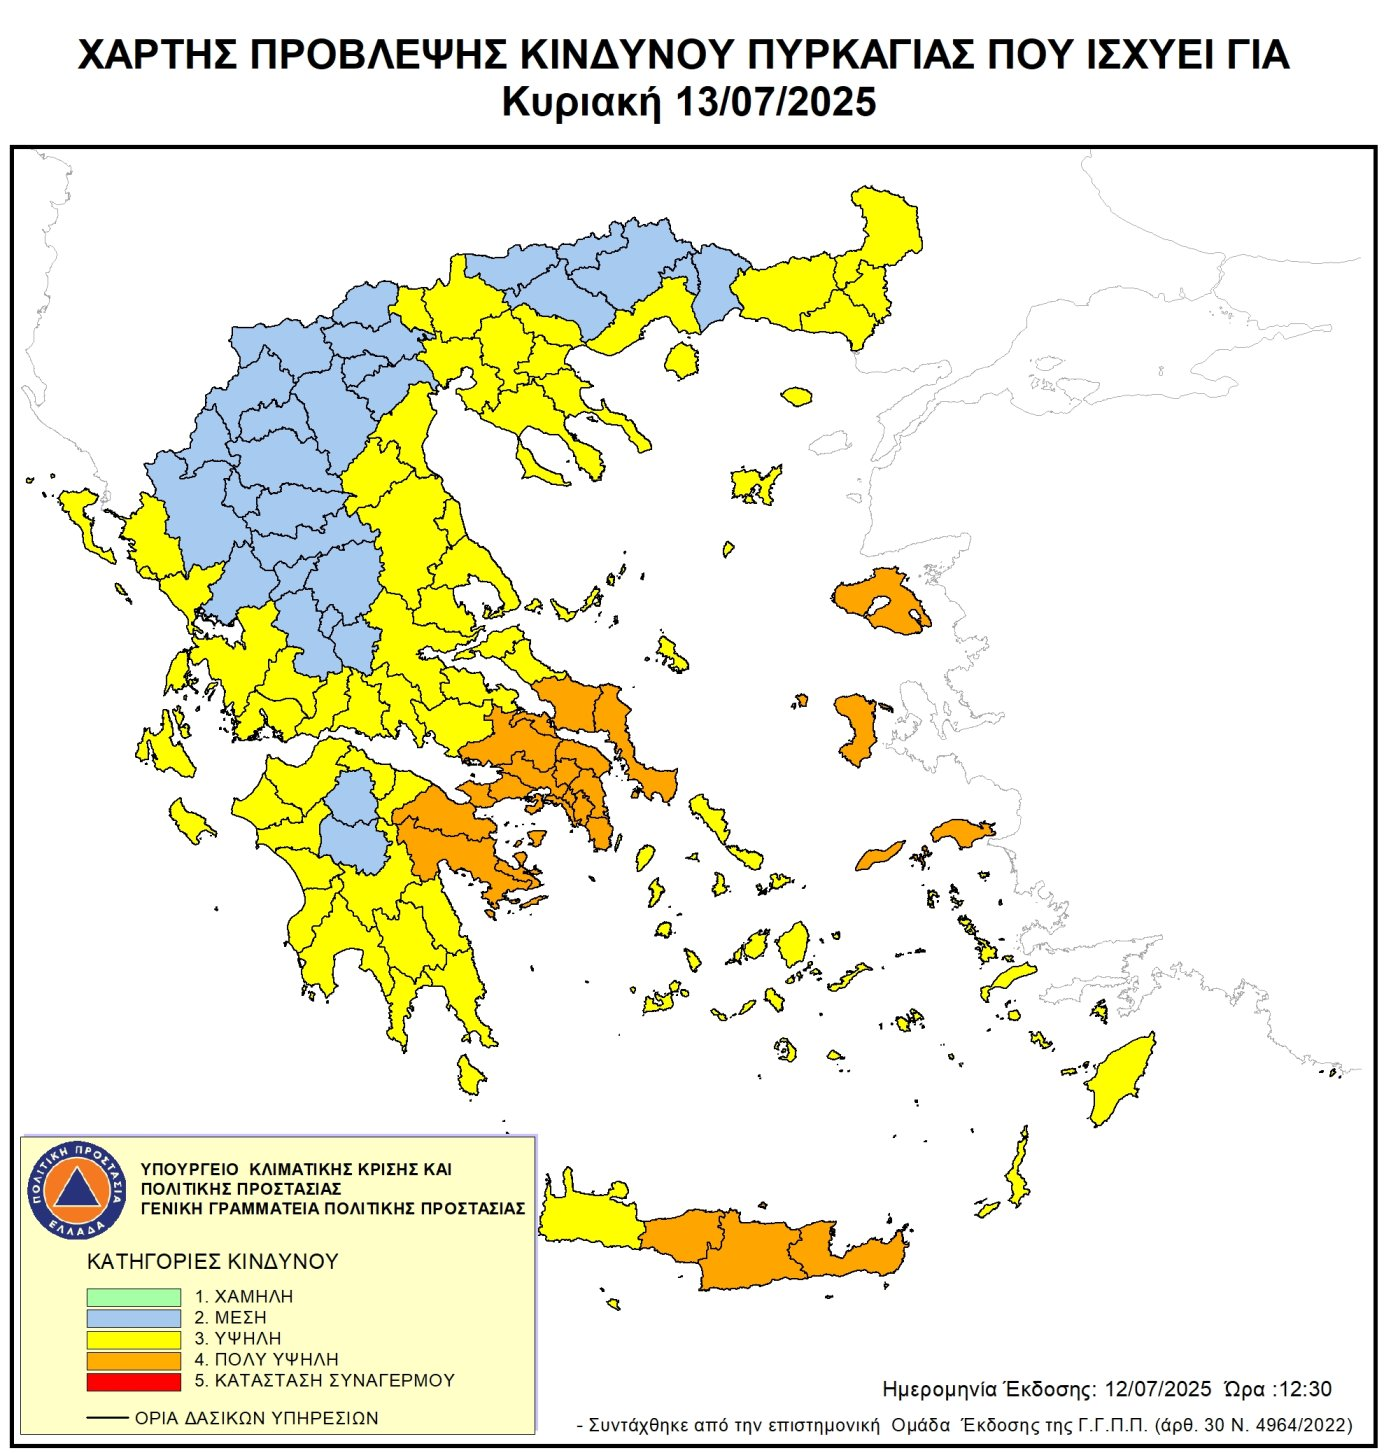 ΧΑΡΤΗΣ ΠΡΟΒΛΕΨΗΣ ΚΙΝΔΥΝΟΥ ΠΥΡΚΑΓΙΑΣ ΠΟΥ ΙΣΧΥΕΙ ΓΙΑ
Κυριακή 13/07/2025
ΠΟΛΙΤΙΚΗ ΠΡΟΣΤΑΣΙΑ
ΕΛΛΑΔΑ
ΥΠΟΥΡΓΕΙΟ ΚΛΙΜΑΤΙΚΗΣ ΚΡΙΣΗΣ ΚΑΙ
ΠΟΛΙΤΙΚΗΣ ΠΡΟΣΤΑΣΙΑΣ
ΓΕΝΙΚΗ ΓΡΑΜΜΑΤΕΙΑ ΠΟΛΙΤΙΚΗΣ ΠΡΟΣΤΑΣΙΑΣ
ΚΑΤΗΓΟΡΙΕΣ ΚΙΝΔΥΝΟΥ
1. ΧΑΜΗΛΗ
2. ΜΕΣΗ
3. ΥΨΗΛΗ
4. ΠΟΛΥ ΥΨΗΛΗ
5. ΚΑΤΑΣΤΑΣΗ ΣΥΝΑΓΕΡΜΟΥ
ΟΡΙΑ ΔΑΣΙΚΩΝ ΥΠΗΡΕΣΙΩΝ
Ημερομηνία Έκδοσης: 12/07/2025 Ώρα :12:30
- Συντάχθηκε από την επιστημονική Ομάδα Έκδοσης της Γ.Γ.Π.Π. (άρθ. 30 Ν. 4964/2022)